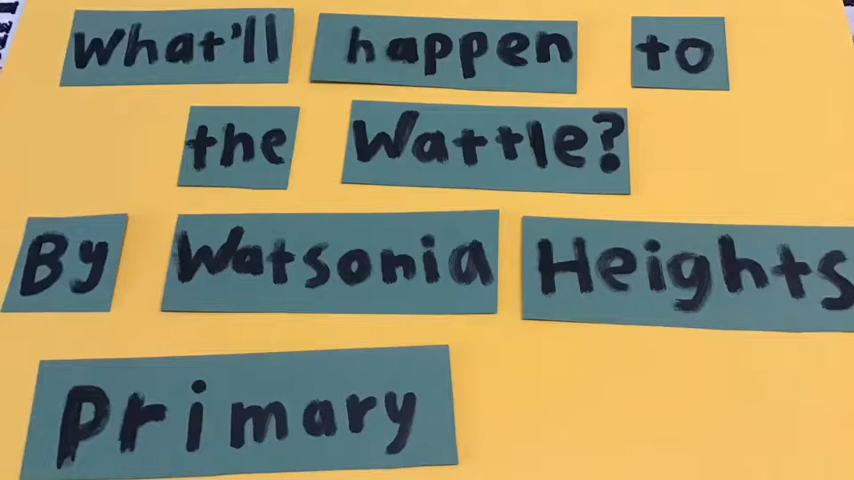 What'll happen to
the Wattle?
By Watsonia Heights
Primary